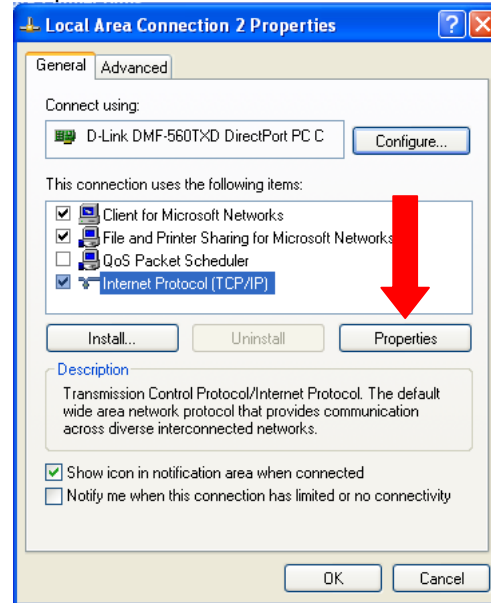 Local Area Connection 2 Properties
General Advanced
Connect using:
D-Link DMF-560TXD DirectPort PC C Configure...
This connection uses the following items:
Client for Microsoft Networks
File and Printer Sharing for Microsoft Networks
QoS Packet Scheduler
Internet Protocol (TCP/IP)
Install... Uninstall Properties
Description
Transmission Control Protocol/Internet Protocol. The default
wide area network protocol that provides communication
across diverse interconnected networks.
Show icon in notification area when connected
Notify me when this connection has limited or no connectivity
OK Cancel